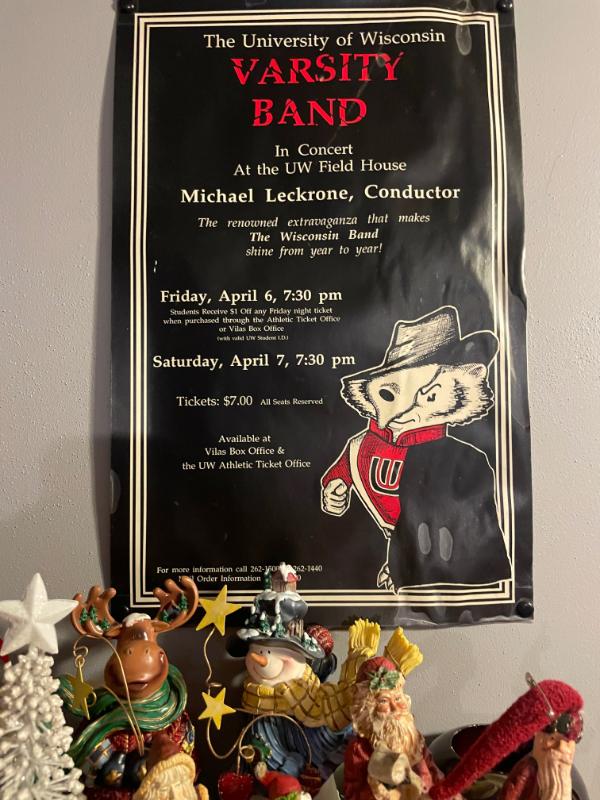 The University of Wisconsin
VARSITY
BAND
In Concert
At the UW Field House
Michael Leckrone, Conductor
The renowned extravaganza that makes
The Wisconsin Band
shine from year to year!
Friday, April 6, 7:30 pm
Students Receive $1 Off any Friday night ticket
when purchased through the Athletic Ticket Office
or Vilas Box Office
(with valid UW Student I.D.)
Saturday, April 7, 7:30 pm
Tickets: $7.00 All Seats Reserved
Available at
Vilas Box Office &
the UW Athletic Ticket Office
W
For more information call 262-1440
Order Information